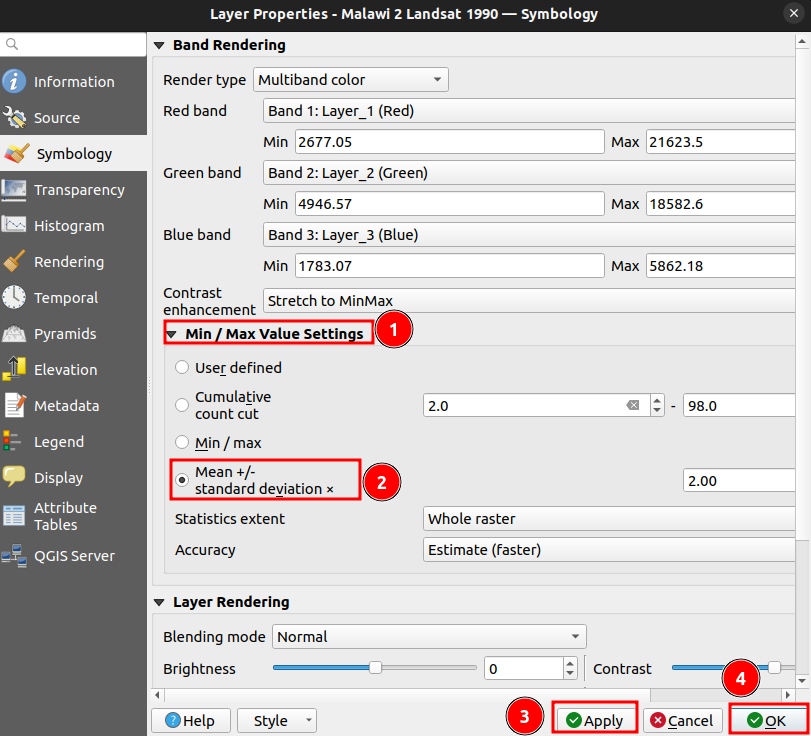 Layer Properties - Malawi 2 Landsat 1990 — Symbology
Information
Source
Symbology
Transparency
Histogram
Rendering
Temporal
Pyramids
Elevation
Metadata
Legend
Display
Attribute
Tables
QGIS Server
Band Rendering
Render type Multiband color
Red band Band 1: Layer_1 (Red)
Min 2677.05 Max 21623.5
Green band Band 2: Layer_2 (Green)
Min 4946.57 Max 18582.6
Blue band Band 3: Layer_3 (Blue)
Min 1783.07 Max 5862.18
Contrast
enhancement Stretch to MinMax
Min / Max Value Settings 1
User defined
Cumulative
count cut 2.0 - 98.0
Min / max
Mean +/-
standard deviation × 2.00
2
Statistics extent Whole raster
Accuracy Estimate (faster)
Layer Rendering
Blending mode Normal
Brightness 0 Contrast
4
3
Help Style Apply Cancel OK